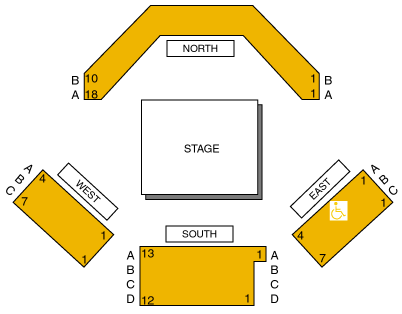 NORTH
B 10 1 B
A 18 1 A
STAGE
A
B
C
4
7
WEST
1
1
EAST
A
B
C
1
1
4
7
SOUTH
A 13 1 A
B B
C C
D 12 1 D